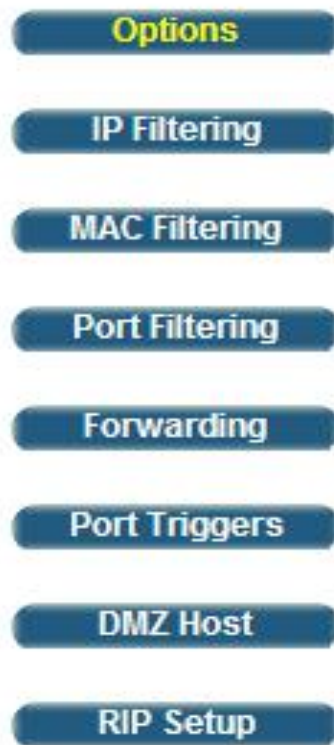 Options
IP Filtering
MAC Filtering
Port Filtering
Forwarding
Port Triggers
DMZ Host
RIP Setup